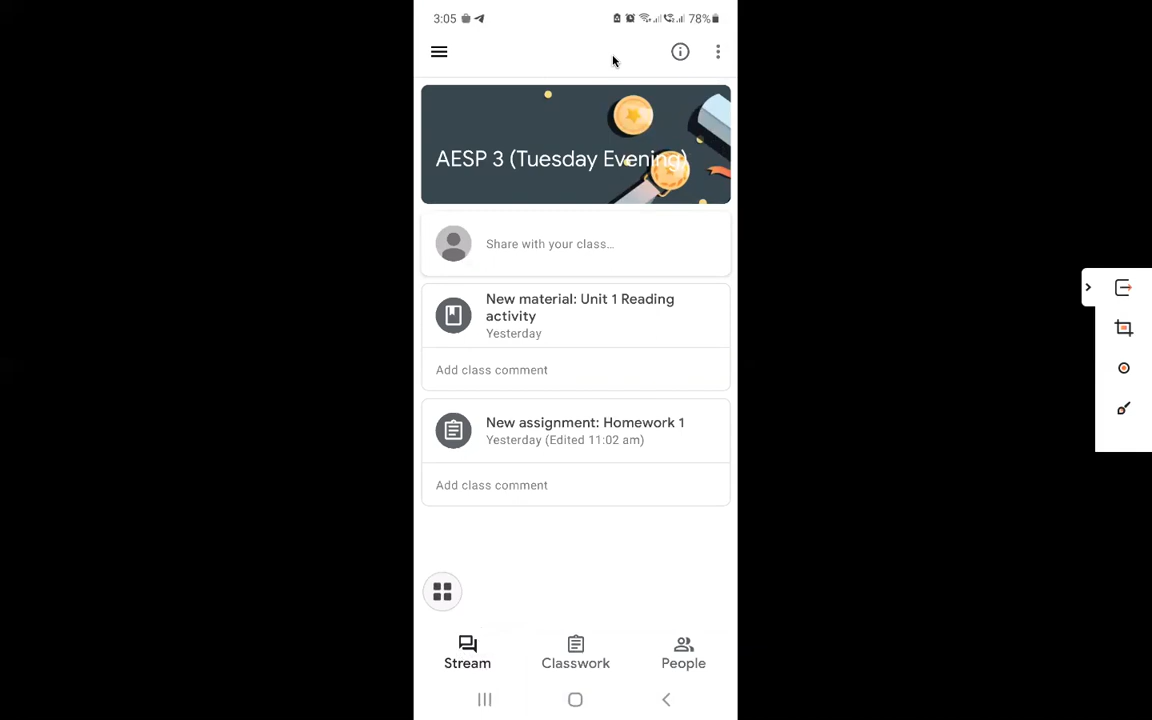 3:05 78%
AESP 3 (Tuesday Evening)
Share with your class...
New material: Unit 1 Reading
activity
Yesterday
Add class comment
New assignment: Homework 1
Yesterday (Edited 11:02 am)
Add class comment
Stream Classwork People